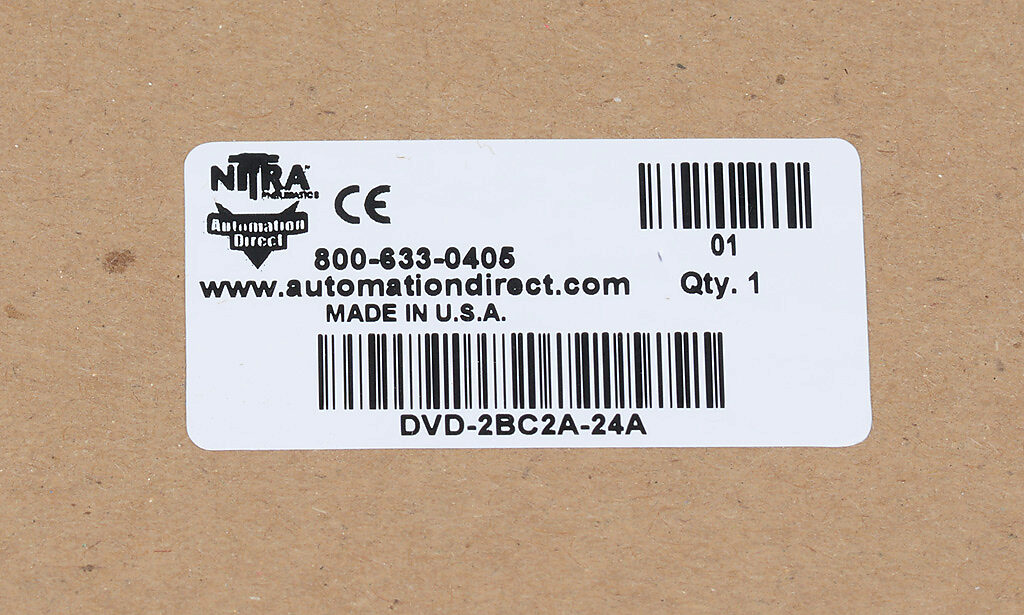 NITRA
PNEUMATICS
Automation
Direct
CE
800-633-0405
www.automationdirect.com
MADE IN U.S.A.
01
Qty. 1
DVD-2BC2A-24A